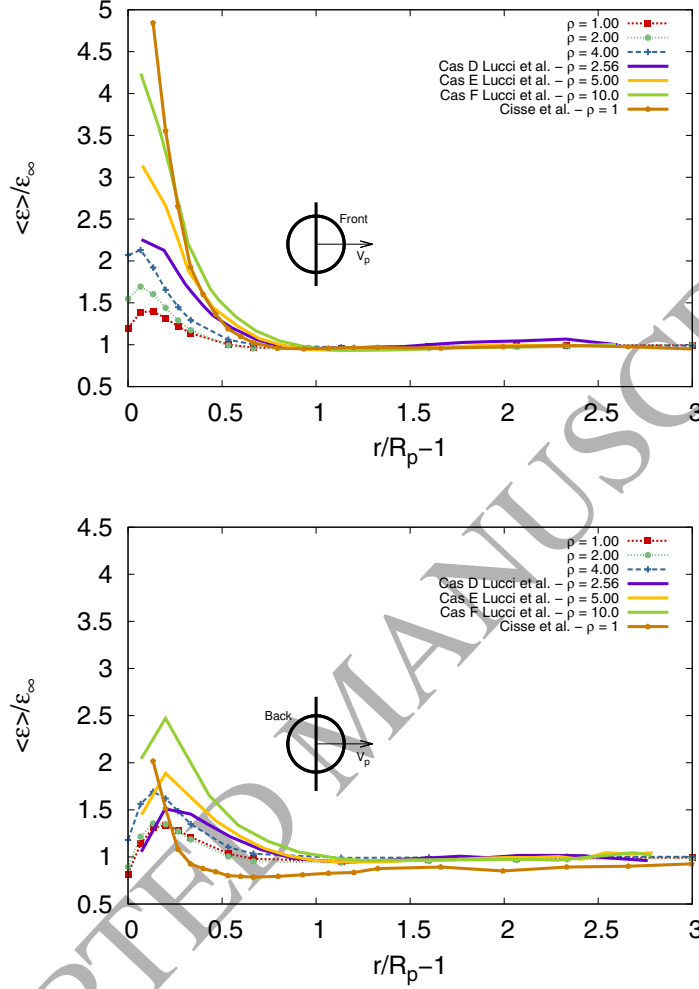 5
4.5
4
3.5
3
2.5
2
1.5
1
0.5
<ε>/ε∞
ρ = 1.00
ρ = 2.00
ρ = 4.00
Cas D Lucci et al. – ρ = 2.56
Cas E Lucci et al. – ρ = 5.00
Cas F Lucci et al. – ρ = 10.0
Cisse et al. – ρ = 1
Front
Vp
0 0.5 1 1.5 2 2.5 3
r/Rp–1
4.5
4
3.5
3
2.5
2
1.5
1
0.5
<ε>/ε∞
ρ = 1.00
ρ = 2.00
ρ = 4.00
Cas D Lucci et al. – ρ = 2.56
Cas E Lucci et al. – ρ = 5.00
Cas F Lucci et al. – ρ = 10.0
Cisse et al. – ρ = 1
Back
Vp
0 0.5 1 1.5 2 2.5 3
r/Rp–1
RTED MANUSCR